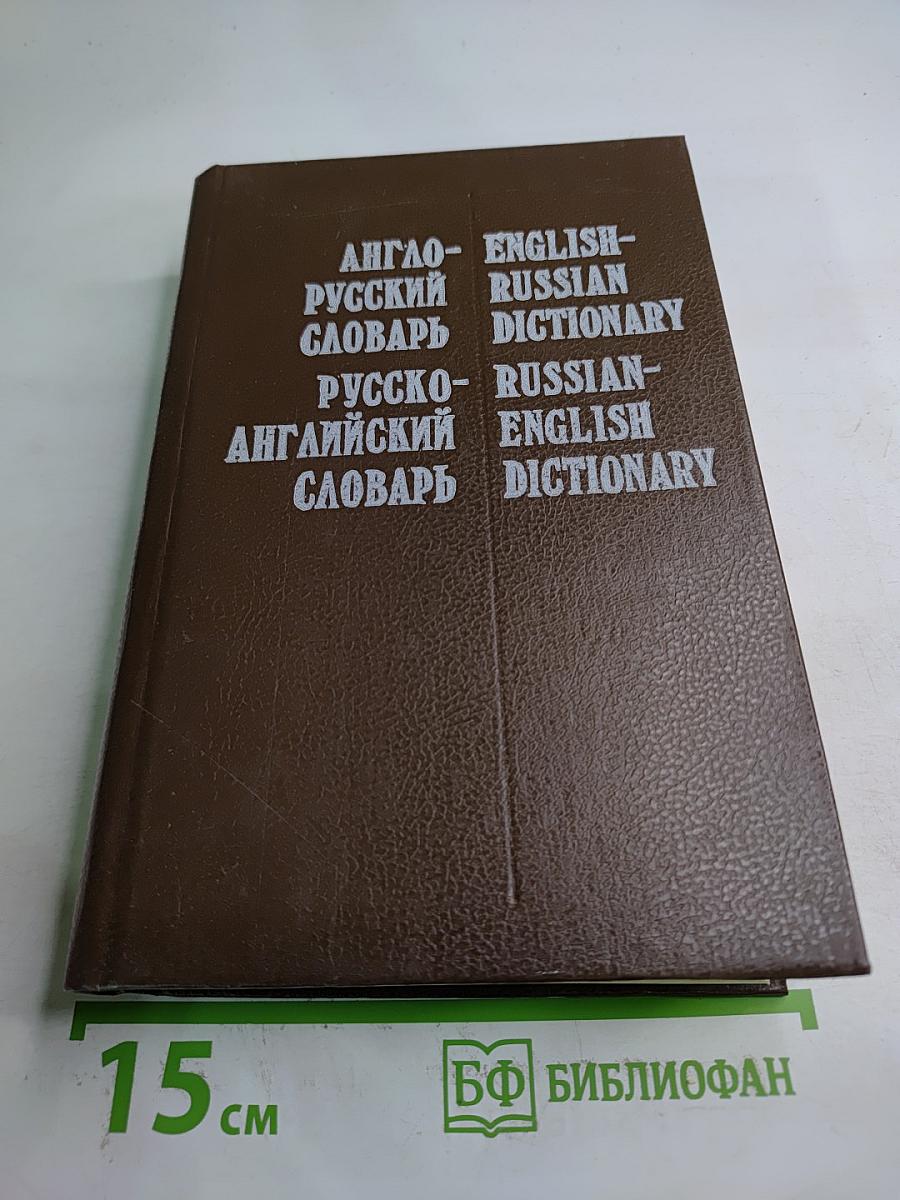 АНГЛО-
РУССКИЙ
СЛОВАРЬ
РУССКО-
АНГЛИЙСКИЙ
СЛОВАРЬ
ENGLISH-
RUSSIAN
DICTIONARY
RUSSIAN-
ENGLISH
DICTIONARY
15 см
БФ БИБЛИОФАН